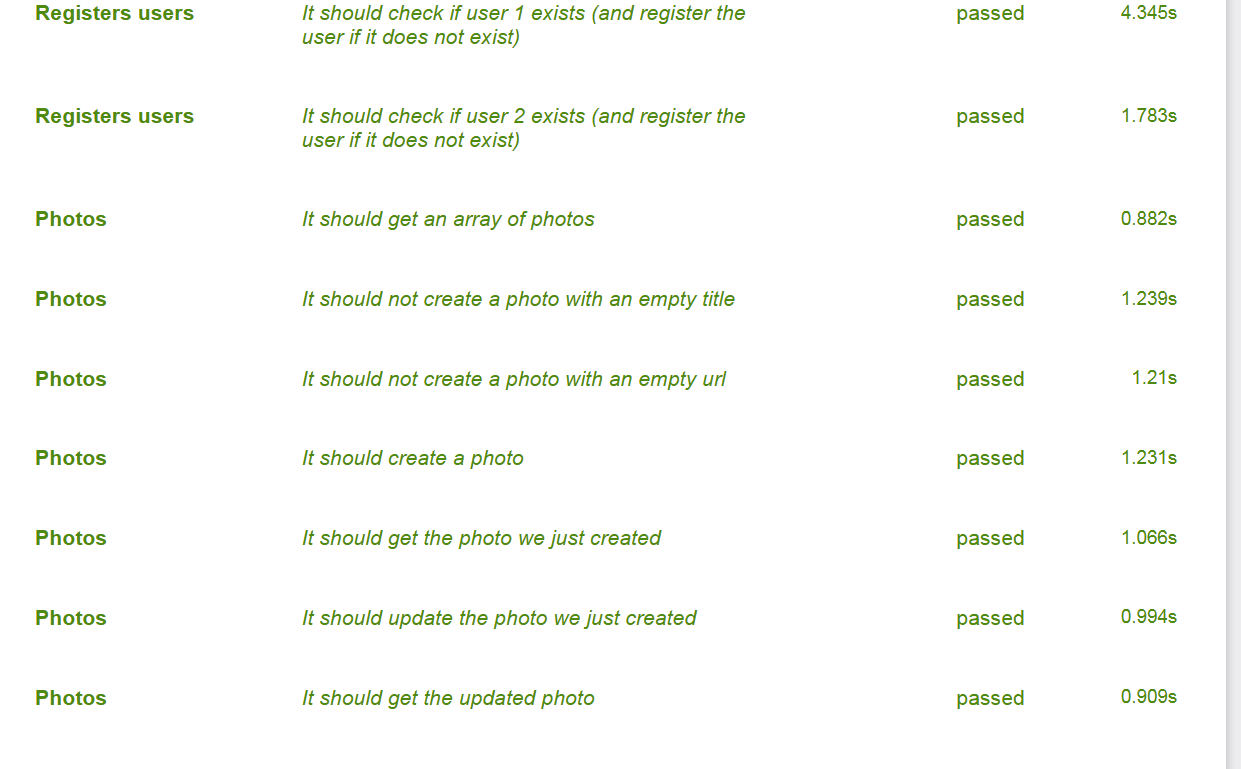 Registers users It should check if user 1 exists (and register the passed 4.345s
user if it does not exist)
Registers users It should check if user 2 exists (and register the passed 1.783s
user if it does not exist)
Photos It should get an array of photos passed 0.882s
Photos It should not create a photo with an empty title passed 1.239s
Photos It should not create a photo with an empty url passed 1.21s
Photos It should create a photo passed 1.231s
Photos It should get the photo we just created passed 1.066s
Photos It should update the photo we just created passed 0.994s
Photos It should get the updated photo passed 0.909s